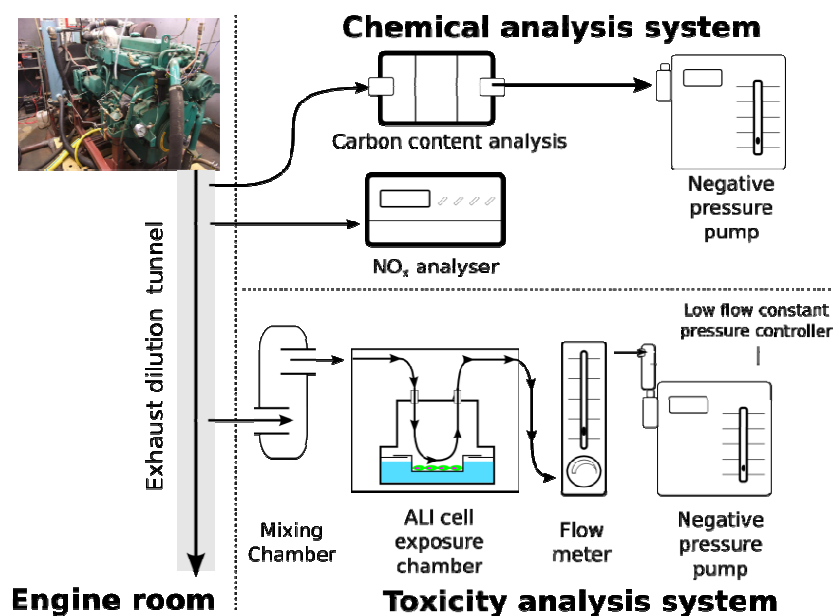 Chemical analysis system
Carbon content analysis
Negative
pressure
pump
NOx analyser
Exhaust dilution tunnel
Low flow constant
pressure controller
Mixing
Chamber
ALI cell
exposure
chamber
Flow
meter
Negative
pressure
pump
Engine room
Toxicity analysis system